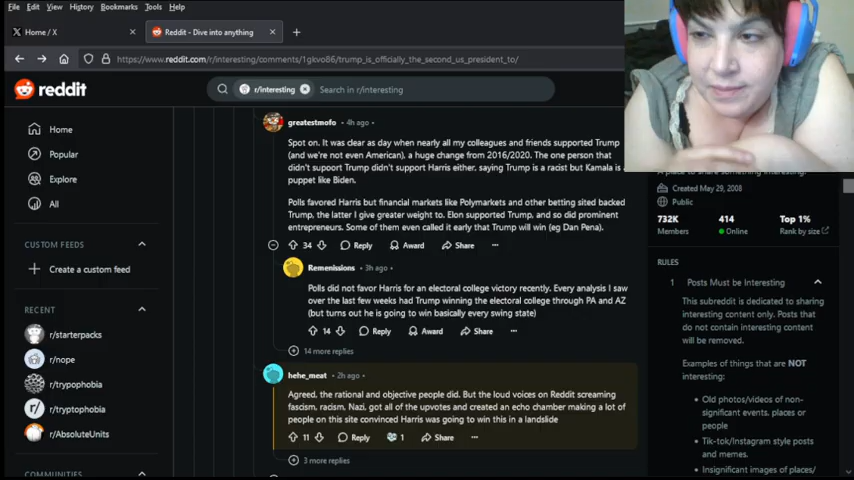 File Edit View History Bookmarks Tools Help
Home / X
Reddit - Dive into anything
https://www.reddit.com/r/interesting/comments/1gkvo86/trump_is_officially_the_second_us_president_to/
reddit
r/interesting
Search in r/interesting
Home
Popular
Explore
All
CUSTOM FEEDS
Create a custom feed
RECENT
r/starterpacks
r/nope
r/trypophobia
r/tryptophobia
r/AbsoluteUnits
COMMUNITIES
greatestmofo • 4h ago •
Spot on. It was clear as day when nearly all my colleagues and friends supported Trump
(and we're not even American), a huge change from 2016/2020. The one person that
didn't support Trump didn't support Harris either, saying Trump is a racist but Kamala is a
puppet like Biden.
Polls favored Harris but financial markets like Polymarkets and other betting sited backed
Trump, the latter I give greater weight to. Elon supported Trump, and so did prominent
entrepreneurs. Some of them even called it early that Trump will win (eg Dan Pena).
34 Reply Award Share ...
Remenissions • 3h ago •
Polls did not favor Harris for an electoral college victory recently. Every analysis I saw
over the last few weeks had Trump winning the electoral college through PA and AZ
(but turns out he is going to win basically every swing state)
14 Reply Award Share ...
14 more replies
hehe_meat • 2h ago •
Agreed, the rational and objective people did. But the loud voices on Reddit screaming
fascism, racism, Nazi, got all of the upvotes and created an echo chamber making a lot of
people on this site convinced Harris was going to win this in a landslide
11 Reply 1 Share ...
3 more replies
A place to share something interesting.
Created May 29, 2008
Public
732K 414 Top 1%
Members Online Rank by size
RULES
1 Posts Must be Interesting
This subreddit is dedicated to sharing
interesting content only. Posts that
do not contain interesting content
will be removed.
Examples of things that are NOT
interesting:
• Old photos/videos of non-
significant events, places or
people
• Tik-tok/Instagram style posts
and memes.
• Insignificant images of places/